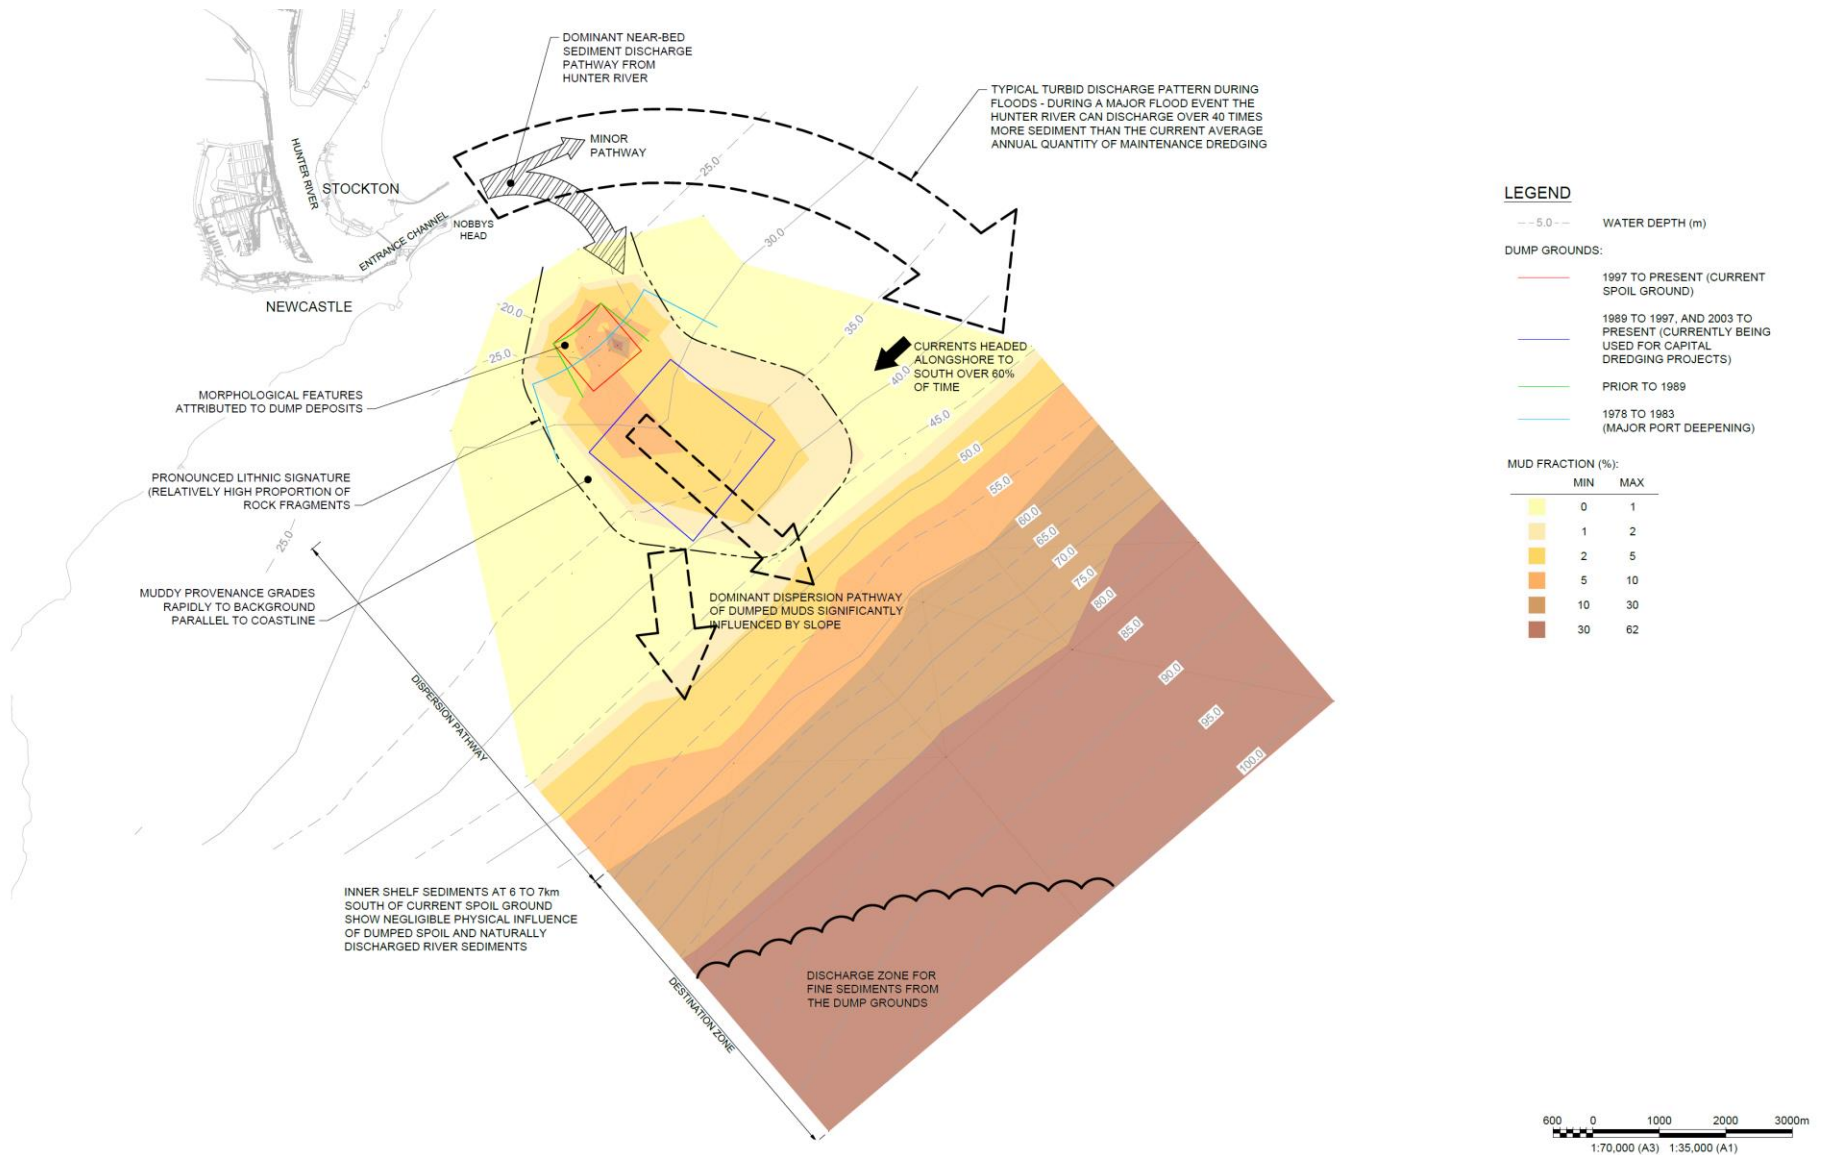 DOMINANT NEAR-BED
SEDIMENT DISCHARGE
PATHWAY FROM
HUNTER RIVER
TYPICAL TURBID DISCHARGE PATTERN DURING
FLOODS - DURING A MAJOR FLOOD EVENT THE
HUNTER RIVER CAN DISCHARGE OVER 40 TIMES
MORE SEDIMENT THAN THE CURRENT AVERAGE
ANNUAL QUANTITY OF MAINTENANCE DREDGING
MINOR
PATHWAY
HUNTER RIVER
STOCKTON
ENTRANCE CHANNEL
NOBBYS
HEAD
NEWCASTLE
25.0
30.0
35.0
20.0
25.0
40.0
45.0
50.0
55.0
60.0
65.0
70.0
75.0
80.0
85.0
90.0
95.0
100.0
25.0
CURRENTS HEADED
ALONGSHORE TO
SOUTH OVER 60%
OF TIME
MORPHOLOGICAL FEATURES
ATTRIBUTED TO DUMP DEPOSITS
PRONOUNCED LITHNIC SIGNATURE
(RELATIVELY HIGH PROPORTION OF
ROCK FRAGMENTS
MUDDY PROVENANCE GRADES
RAPIDLY TO BACKGROUND
PARALLEL TO COASTLINE
DOMINANT DISPERSION PATHWAY
OF DUMPED MUDS SIGNIFICANTLY
INFLUENCED BY SLOPE
DISPERSION PATHWAY
INNER SHELF SEDIMENTS AT 6 TO 7km
SOUTH OF CURRENT SPOIL GROUND
SHOW NEGLIGIBLE PHYSICAL INFLUENCE
OF DUMPED SPOIL AND NATURALLY
DISCHARGED RIVER SEDIMENTS
DESTINATION ZONE
DISCHARGE ZONE FOR
FINE SEDIMENTS FROM
THE DUMP GROUNDS
LEGEND
5.0 WATER DEPTH (m)
DUMP GROUNDS:
1997 TO PRESENT (CURRENT
SPOIL GROUND)
1989 TO 1997, AND 2003 TO
PRESENT (CURRENTLY BEING
USED FOR CAPITAL
DREDGING PROJECTS)
PRIOR TO 1989
1978 TO 1983
(MAJOR PORT DEEPENING)
MUD FRACTION (%):
MIN MAX
0 1
1 2
2 5
5 10
10 30
30 62
600 0 1000 2000 3000m
1:70,000 (A3) 1:35,000 (A1)